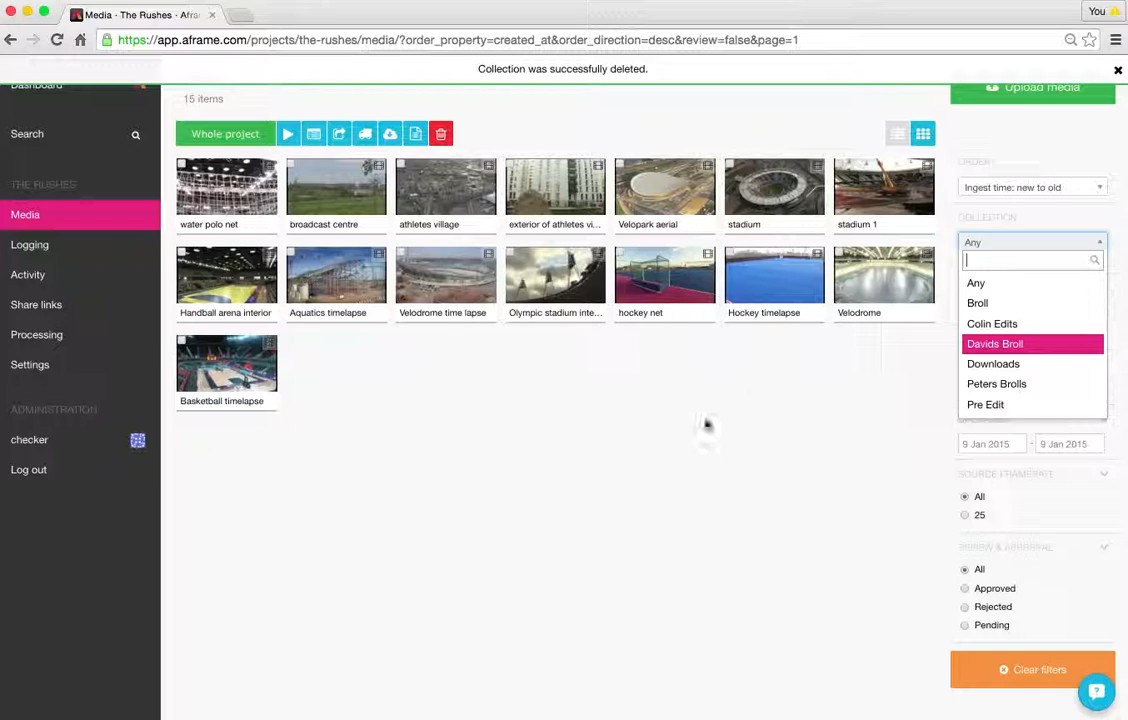 Media - The Rushes - Afra
You
https://app.aframe.com/projects/the-rushes/media/?order_property=created_at&order_direction=desc&review=false&page=1
Collection was successfully deleted.
Dashboard
15 items
Upload media
Search
Whole project
ORDER
Ingest time: new to old
THE RUSHES
Media
COLLECTION
water polo net
broadcast centre
athletes village
exterior of athletes vi...
Velopark aerial
stadium
stadium 1
Any
Logging
Activity
Any
Share links
Broll
Handball arena interior
Aquatics timelapse
Velodrome time lapse
Olympic stadium inte...
hockey net
Hockey timelapse
Velodrome
Colin Edits
Processing
Davids Broll
Settings
Downloads
Peters Brolls
Basketball timelapse
Pre Edit
ADMINISTRATION
checker
9 Jan 2015 - 9 Jan 2015
Log out
SOURCE FRAMERATE
All
25
REVIEW & APPROVAL
All
Approved
Rejected
Pending
Clear filters